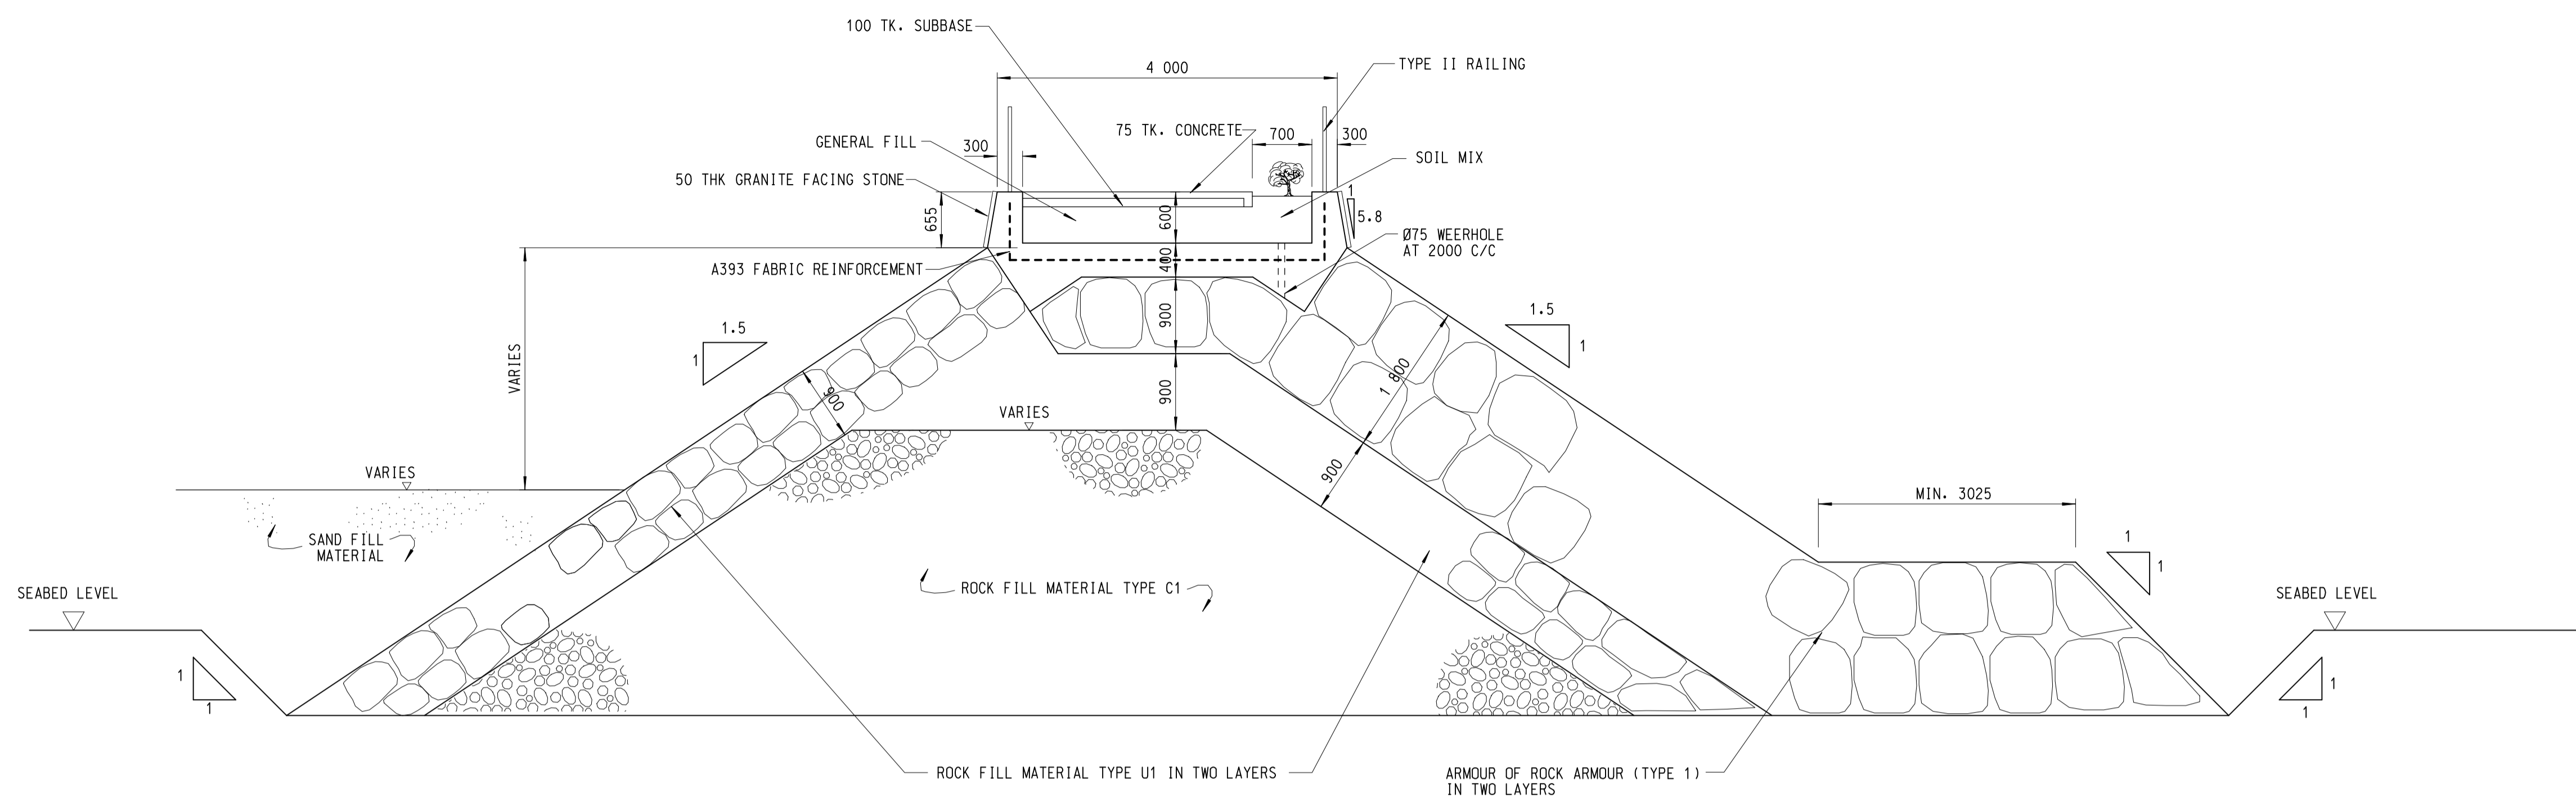 100 TK. SUBBASE
4 000
TYPE II RAILING
75 TK. CONCRETE
700
300
GENERAL FILL
300
SOIL MIX
50 THK GRANITE FACING STONE
1
5.8
655
600
Ø75 WEERHOLE
AT 2000 C/C
A393 FABRIC REINFORCEMENT
400
900
1.5
1
1.5
1
VARIES
900
1 800
900
VARIES
900
VARIES
SAND FILL
MATERIAL
MIN. 3025
1
1
SEABED LEVEL
ROCK FILL MATERIAL TYPE C1
SEABED LEVEL
1
1
1
1
ROCK FILL MATERIAL TYPE U1 IN TWO LAYERS
ARMOUR OF ROCK ARMOUR (TYPE 1)
IN TWO LAYERS